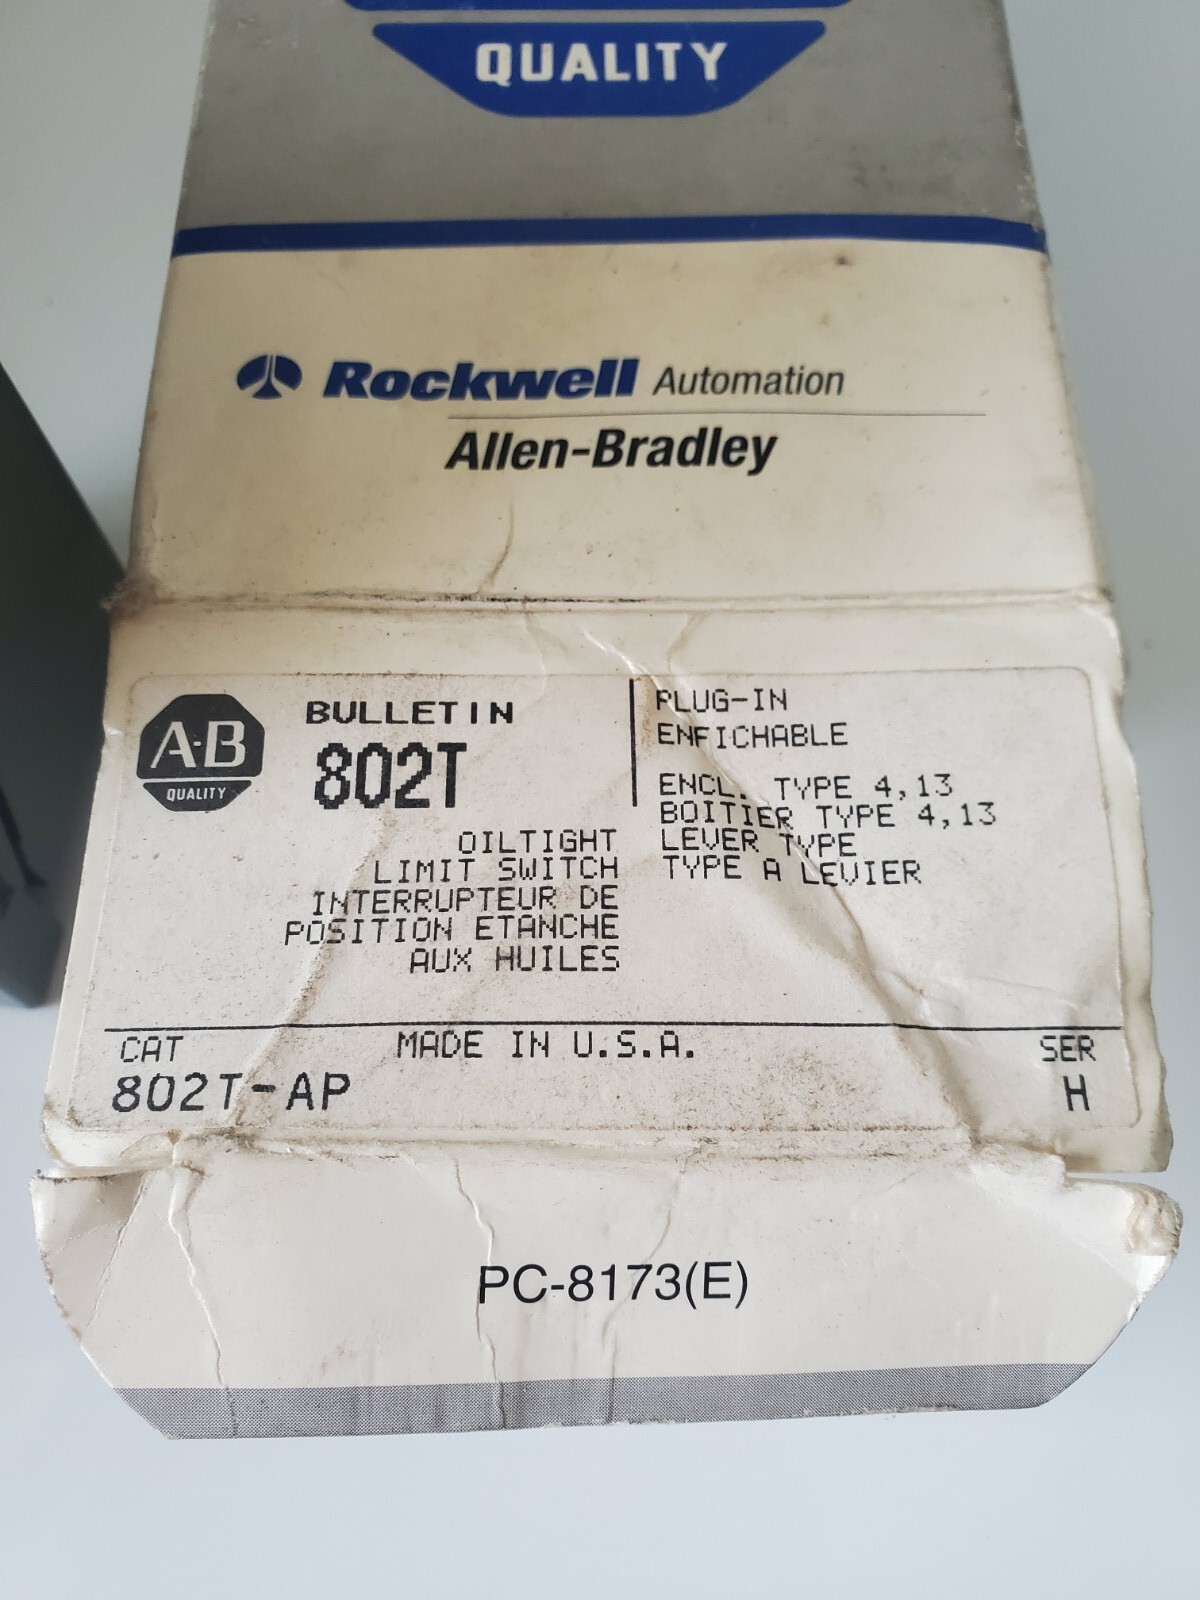 QUALITY
Rockwell Automation
Allen-Bradley
A-B
QUALITY
BULLETIN
802T
OILTIGHT
LIMIT SWITCH
INTERRUPTEUR DE
POSITION ETANCHE
AUX HUILES
PLUG-IN
ENFICHABLE
ENCL. TYPE 4,13
BOITIER TYPE 4,13
LEVER TYPE
TYPE A LEVIER
CAT
802T-AP
MADE IN U.S.A.
SER
H
PC-8173(E)